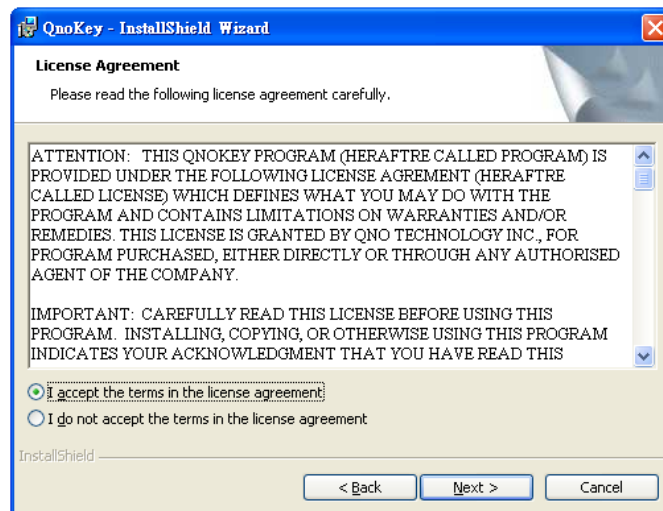 QnoKey - InstallShield Wizard
License Agreement
Please read the following license agreement carefully.
ATTENTION: THIS QNOKEY PROGRAM (HERAFTRE CALLED PROGRAM) IS
PROVIDED UNDER THE FOLLOWING LICENSE AGREMENT (HERAFTRE
CALLED LICENSE) WHICH DEFINES WHAT YOU MAY DO WITH THE
PROGRAM AND CONTAINS LIMITATIONS ON WARRANTIES AND/OR
REMEDIES. THIS LICENSE IS GRANTED BY QNO TECHNOLOGY INC., FOR
PROGRAM PURCHASED, EITHER DIRECTLY OR THROUGH ANY AUTHORISED
AGENT OF THE COMPANY.
IMPORTANT: CAREFULLY READ THIS LICENSE BEFORE USING THIS
PROGRAM. INSTALLING, COPYING, OR OTHERWISE USING THIS PROGRAM
INDICATES YOUR ACKNOWLEDGMENT THAT YOU HAVE READ THIS
I accept the terms in the license agreement
I do not accept the terms in the license agreement
InstallShield
< Back Next > Cancel